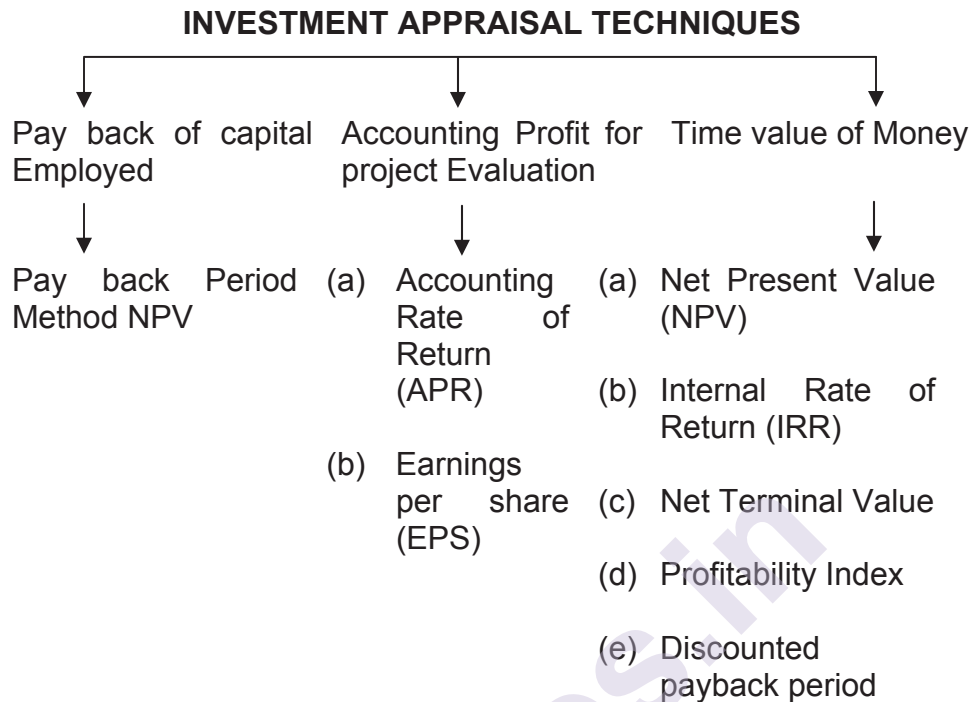 INVESTMENT APPRAISAL TECHNIQUES
Pay back of capital
Employed
Accounting Profit for
project Evaluation
Time value of Money
Pay back Period
Method NPV
(a) Accounting
Rate of
Return
(APR)
(b) Earnings
per share
(EPS)
(a) Net Present Value
(NPV)
(b) Internal Rate of
Return (IRR)
(c) Net Terminal Value
(d) Profitability Index
(e) Discounted
payback period